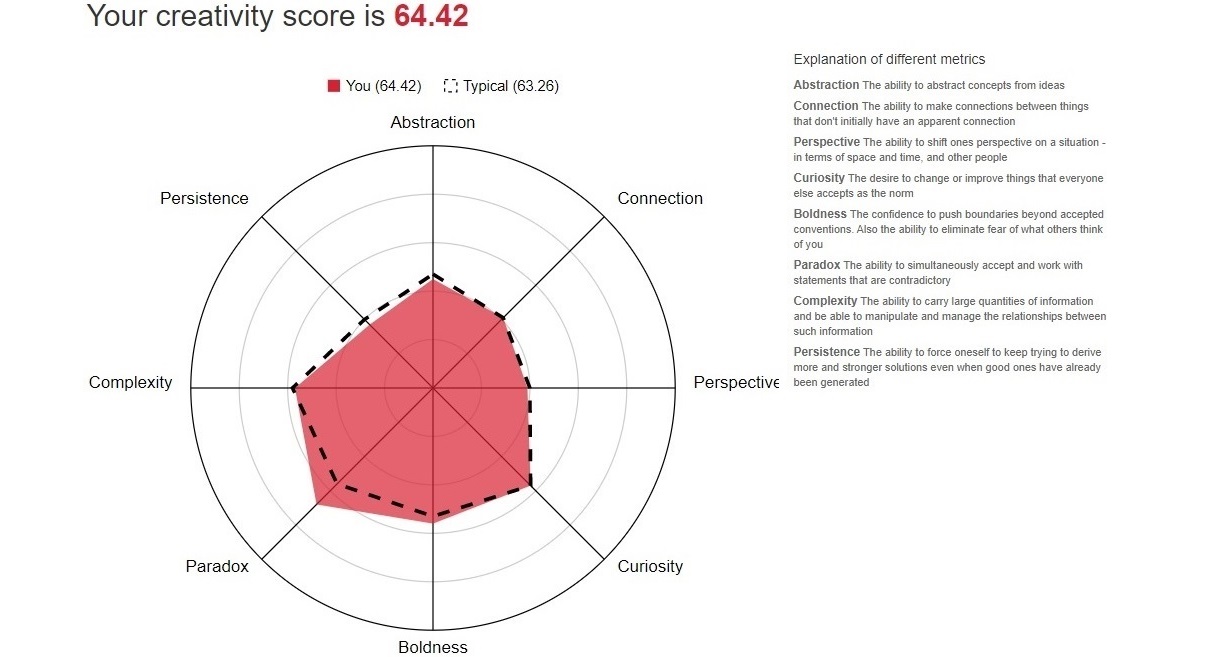 Your creativity score is 64.42
You (64.42)
Typical (63.26)
Abstraction
Persistence
Connection
Complexity
Perspective
Paradox
Curiosity
Boldness
Explanation of different metrics
Abstraction The ability to abstract concepts from ideas
Connection The ability to make connections between things
that don't initially have an apparent connection
Perspective The ability to shift ones perspective on a situation -
in terms of space and time, and other people
Curiosity The desire to change or improve things that everyone
else accepts as the norm
Boldness The confidence to push boundaries beyond accepted
conventions. Also the ability to eliminate fear of what others think
of you
Paradox The ability to simultaneously accept and work with
statements that are contradictory
Complexity The ability to carry large quantities of information
and be able to manipulate and manage the relationships between
such information
Persistence The ability to force oneself to keep trying to derive
more and stronger solutions even when good ones have already
been generated